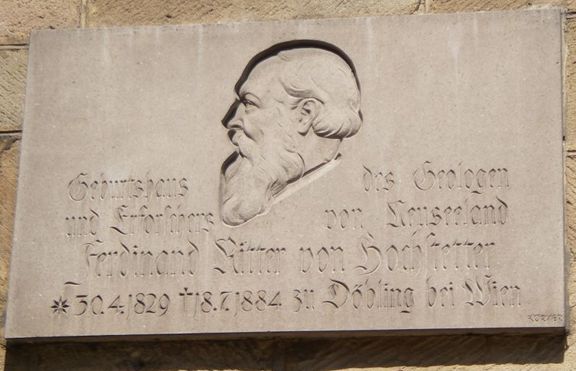 Geburtshaus des Geologen
und Erforschers von Neuseeland
Ferdinand Ritter von Hochstetter
* 30.4.1829 † 18.7.1884 zu Döbling bei Wien